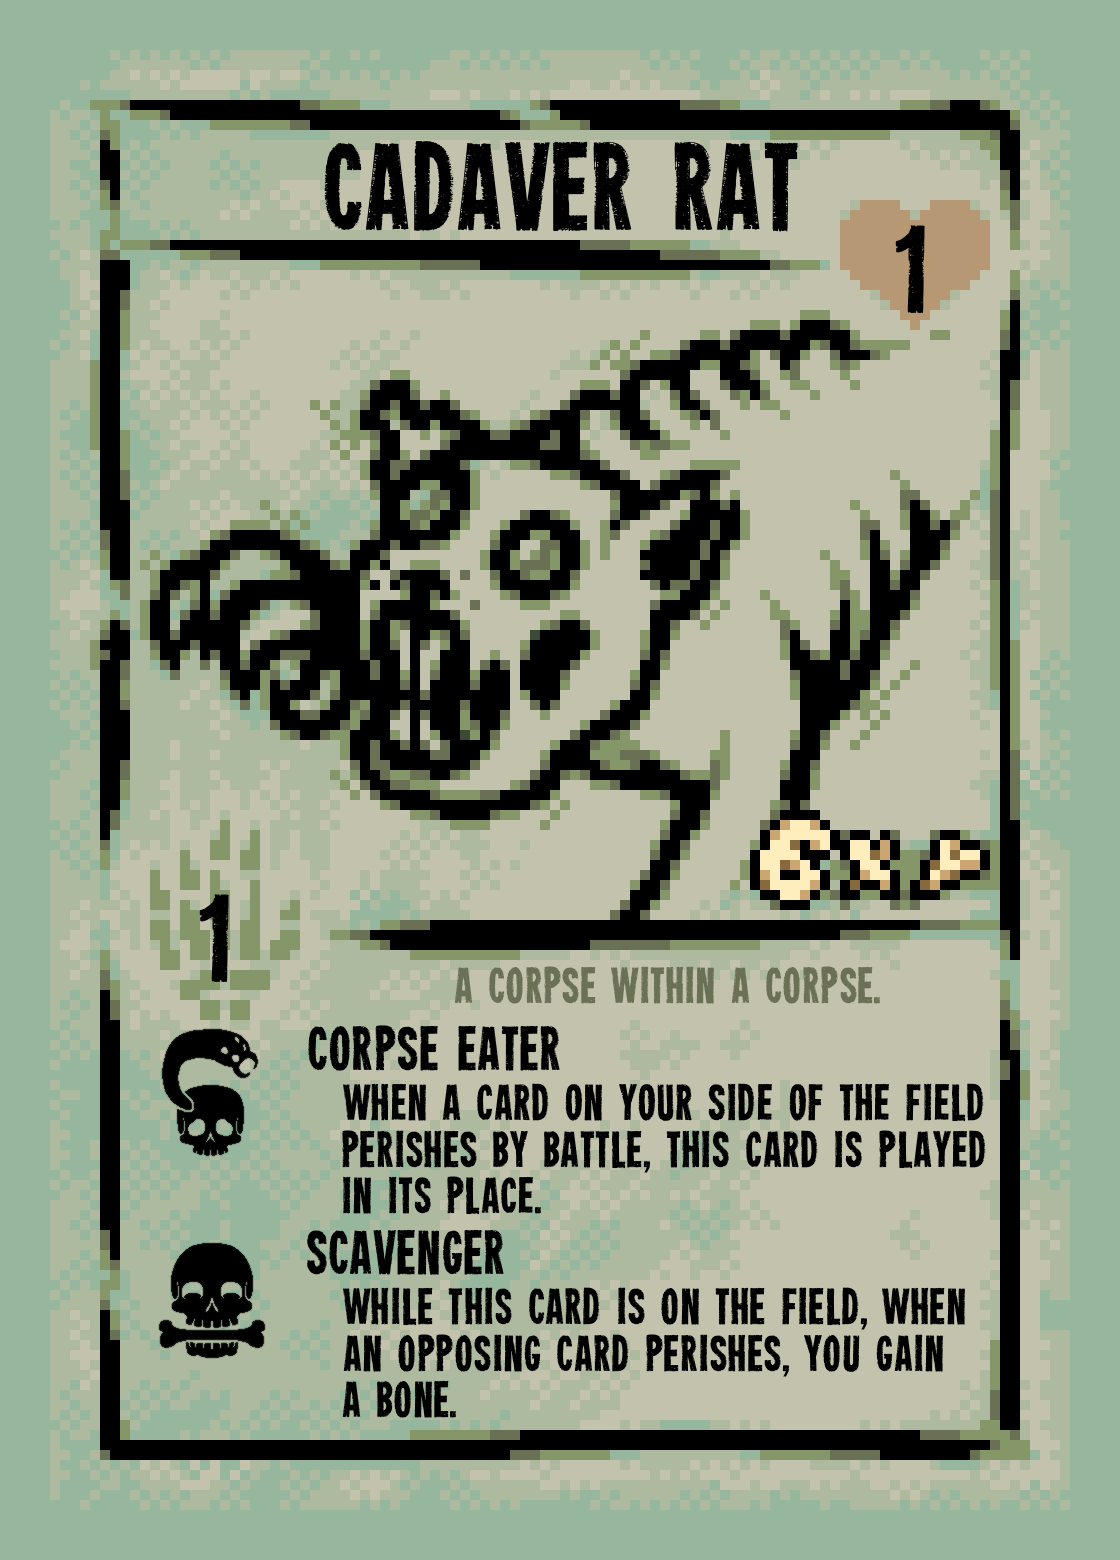 CADAVER RAT
1
6X
1
A CORPSE WITHIN A CORPSE.
CORPSE EATER
WHEN A CARD ON YOUR SIDE OF THE FIELD
PERISHES BY BATTLE, THIS CARD IS PLAYED
IN ITS PLACE.
SCAVENGER
WHILE THIS CARD IS ON THE FIELD, WHEN
AN OPPOSING CARD PERISHES, YOU GAIN
A BONE.